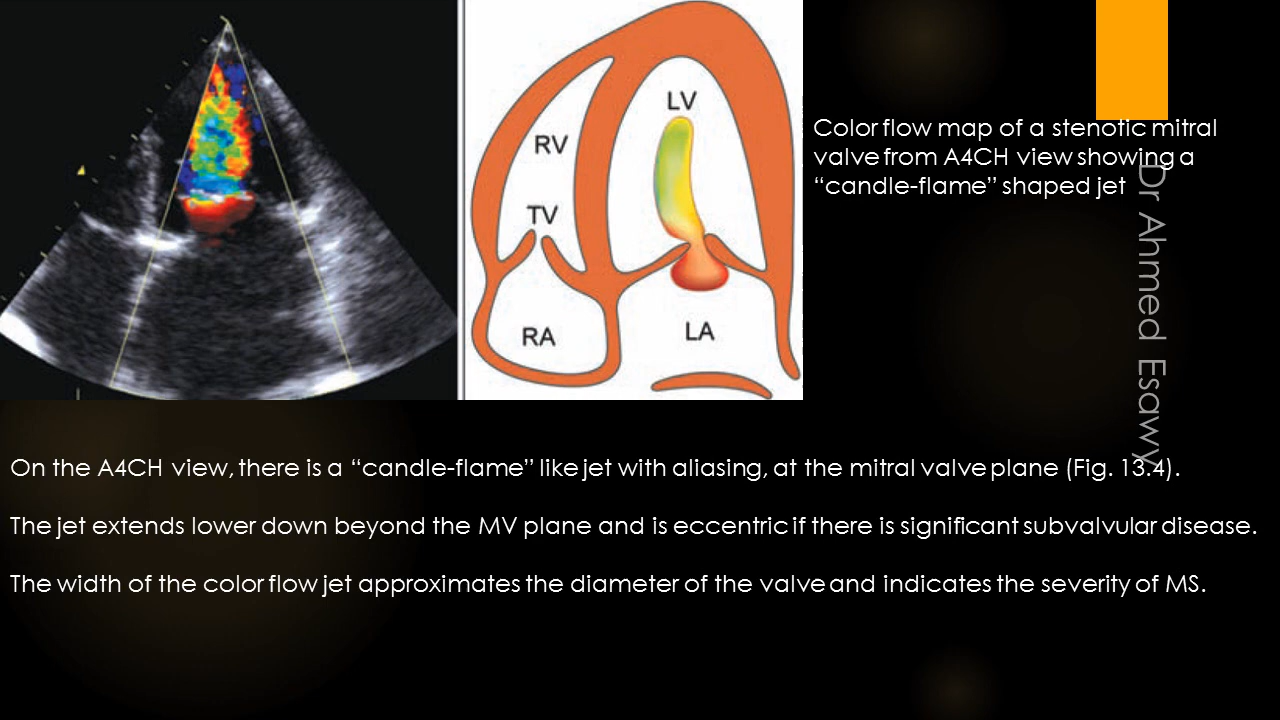 LV
RV
TV
RA
LA
Color flow map of a stenotic mitral
valve from A4CH view showing a
“candle-flame” shaped jet
Dr Ahmed Esawy
On the A4CH view, there is a “candle-flame” like jet with aliasing, at the mitral valve plane (Fig. 13.4).
The jet extends lower down beyond the MV plane and is eccentric if there is significant subvalvular disease.
The width of the color flow jet approximates the diameter of the valve and indicates the severity of MS.